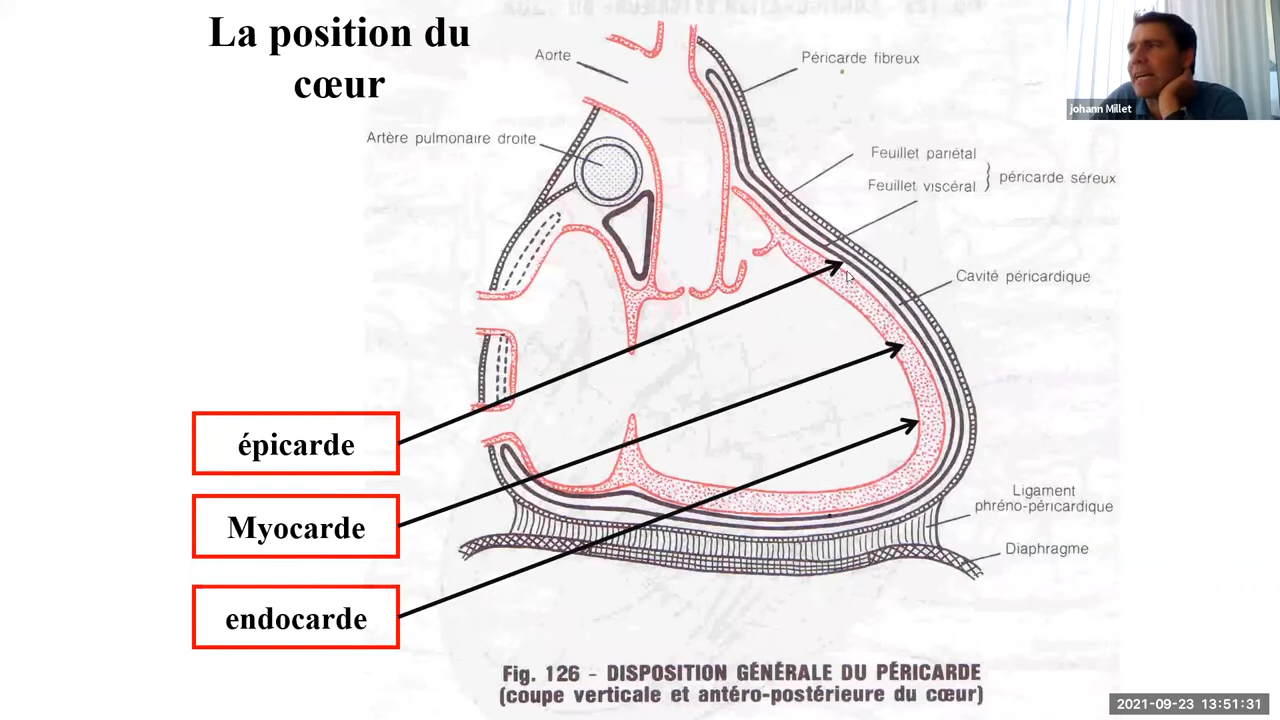 La position du
cœur
Aorte
Péricarde fibreux
johann Millet
Artère pulmonaire droite
Feuillet pariétal
Feuillet viscéral
péricarde séreux
Cavité péricardique
épicarde
Myocarde
endocarde
Ligament
phréno-péricardique
Diaphragme
Fig. 126 - DISPOSITION GÉNÉRALE DU PÉRICARDE
(coupe verticale et antéro-postérieure du cœur)
2021-09-23 13:51:31